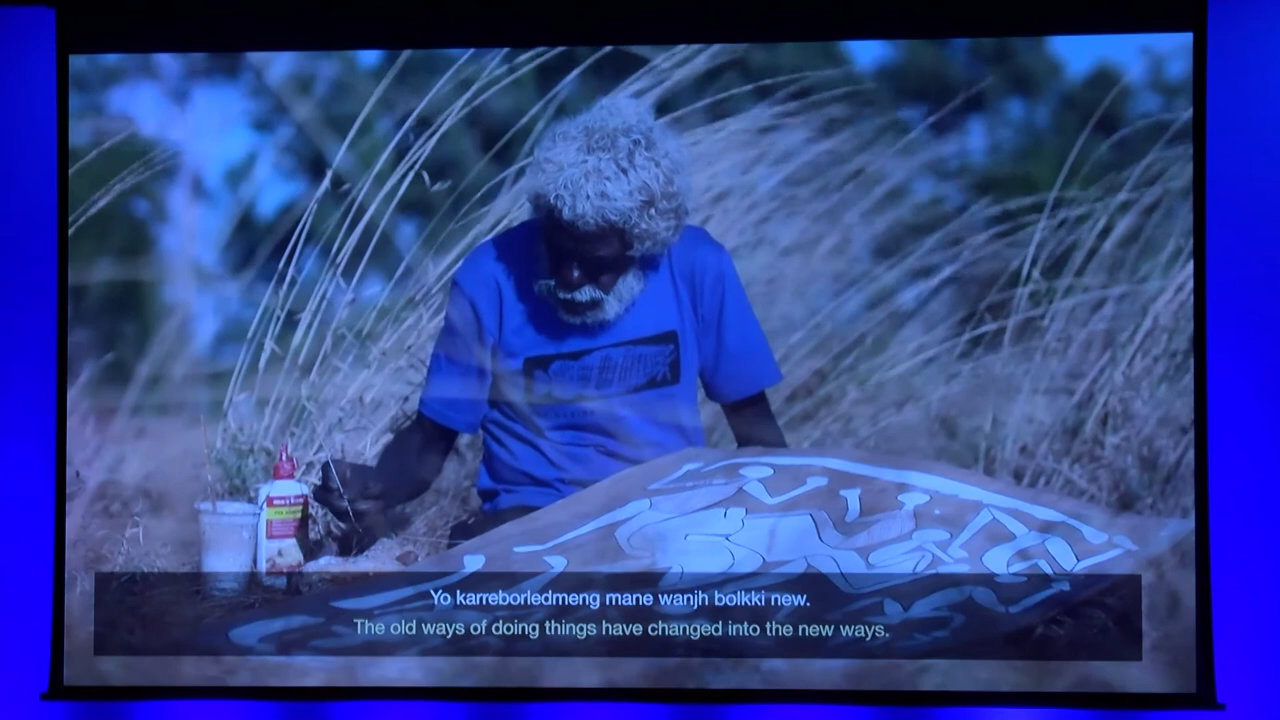 Yo karreborledmeng mane wanjh bolkki new.
The old ways of doing things have changed into the new ways.